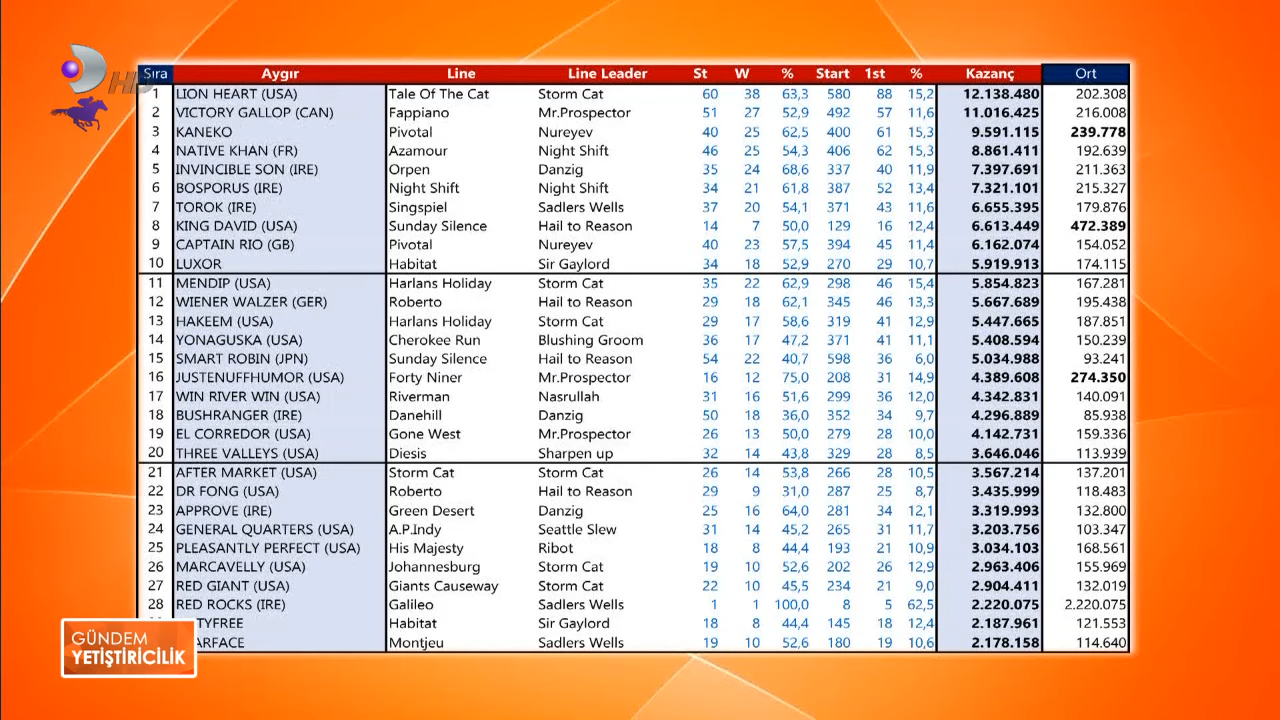 HD
Sıra Aygır Line Line Leader St W % Start 1st % Kazanç Ort
1 LION HEART (USA) Tale Of The Cat Storm Cat 60 38 63,3 580 88 15,2 12.138.480 202.308
2 VICTORY GALLOP (CAN) Fappiano Mr.Prospector 51 27 52,9 492 57 11,6 11.016.425 216.008
3 KANEKO Pivotal Nureyev 40 25 62,5 400 61 15,3 9.591.115 239.778
4 NATIVE KHAN (FR) Azamour Night Shift 46 25 54,3 406 62 15,3 8.861.411 192.639
5 INVINCIBLE SON (IRE) Orpen Danzig 35 24 68,6 337 40 11,9 7.397.691 211.363
6 BOSPORUS (IRE) Night Shift Night Shift 34 21 61,8 387 52 13,4 7.321.101 215.327
7 TOROK (IRE) Singspiel Sadlers Wells 37 20 54,1 371 43 11,6 6.655.395 179.876
8 KING DAVID (USA) Sunday Silence Hail to Reason 14 7 50,0 129 16 12,4 6.613.449 472.389
9 CAPTAIN RIO (GB) Pivotal Nureyev 40 23 57,5 394 45 11,4 6.162.074 154.052
10 LUXOR Habitat Sir Gaylord 34 18 52,9 270 29 10,7 5.919.913 174.115
11 MENDIP (USA) Harlans Holiday Storm Cat 35 22 62,9 298 46 15,4 5.854.823 167.281
12 WIENER WALZER (GER) Roberto Hail to Reason 29 18 62,1 345 46 13,3 5.667.689 195.438
13 HAKEEM (USA) Harlans Holiday Storm Cat 29 17 58,6 319 41 12,9 5.447.665 187.851
14 YONAGUSKA (USA) Cherokee Run Blushing Groom 36 17 47,2 371 41 11,1 5.408.594 150.239
15 SMART ROBIN (JPN) Sunday Silence Hail to Reason 54 22 40,7 598 36 6,0 5.034.988 93.241
16 JUSTENUFFHUMOR (USA) Forty Niner Mr.Prospector 16 12 75,0 208 31 14,9 4.389.608 274.350
17 WIN RIVER WIN (USA) Riverman Nasrullah 31 16 51,6 299 36 12,0 4.342.831 140.091
18 BUSHRANGER (IRE) Danehill Danzig 50 18 36,0 352 34 9,7 4.296.889 85.938
19 EL CORREDOR (USA) Gone West Mr.Prospector 26 13 50,0 279 28 10,0 4.142.731 159.336
20 THREE VALLEYS (USA) Diesis Sharpen up 32 14 43,8 329 28 8,5 3.646.046 113.939
21 AFTER MARKET (USA) Storm Cat Storm Cat 26 14 53,8 266 28 10,5 3.567.214 137.201
22 DR FONG (USA) Roberto Hail to Reason 29 9 31,0 287 25 8,7 3.435.999 118.483
23 APPROVE (IRE) Green Desert Danzig 25 16 64,0 281 34 12,1 3.319.993 132.800
24 GENERAL QUARTERS (USA) A.P.Indy Seattle Slew 31 14 45,2 265 31 11,7 3.203.756 103.347
25 PLEASANTLY PERFECT (USA) His Majesty Ribot 18 8 44,4 193 21 10,9 3.034.103 168.561
26 MARCAVELLY (USA) Johannesburg Storm Cat 19 10 52,6 202 26 12,9 2.963.406 155.969
27 RED GIANT (USA) Giants Causeway Storm Cat 22 10 45,5 234 21 9,0 2.904.411 132.019
28 RED ROCKS (IRE) Galileo Sadlers Wells 1 1 100,0 8 5 62,5 2.220.075 2.220.075
TYFREE Habitat Sir Gaylord 18 8 44,4 145 18 12,4 2.187.961 121.553
ARFACE Montjeu Sadlers Wells 19 10 52,6 180 19 10,6 2.178.158 114.640
GÜNDEM
YETİŞTİRİCİLİK